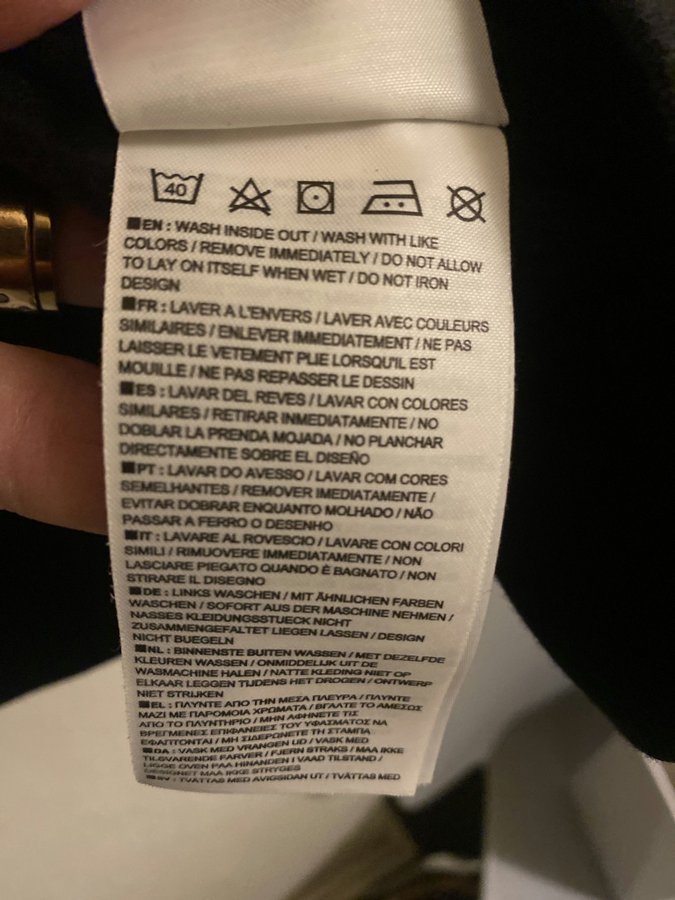 40
■EN : WASH INSIDE OUT / WASH WITH LIKE
COLORS / REMOVE IMMEDIATELY / DO NOT ALLOW
TO LAY ON ITSELF WHEN WET / DO NOT IRON
DESIGN
■FR : LAVER A L'ENVERS / LAVER AVEC COULEURS
SIMILAIRES / ENLEVER IMMEDIATEMENT / NE PAS
LAISSER LE VETEMENT PLIE LORSQU'IL EST
MOUILLE / NE PAS REPASSER LE DESSIN
■ES : LAVAR DEL REVES / LAVAR CON COLORES
SIMILARES / RETIRAR INMEDIATAMENTE / NO
DOBLAR LA PRENDA MOJADA / NO PLANCHAR
DIRECTAMENTE SOBRE EL DISEÑO
■PT : LAVAR DO AVESSO / LAVAR COM CORES
SEMELHANTES / REMOVER IMEDIATAMENTE /
EVITAR DOBRAR ENQUANTO MOLHADO / NÃO
PASSAR A FERRO O DESENHO
■IT : LAVARE AL ROVESCIO / LAVARE CON COLORI
SIMILI / RIMUOVERE IMMEDIATAMENTE / NON
LASCIARE PIEGATO QUANDO È BAGNATO / NON
STIRARE IL DISEGNO
■DE : LINKS WASCHEN / MIT ÄHNLICHEN FARBEN
WASCHEN / SOFORT AUS DER MASCHINE NEHMEN /
NASSES KLEIDUNGSSTUECK NICHT
ZUSAMMENGEFALTET LIEGEN LASSEN / DESIGN
NICHT BUEGELN
■NL : BINNENSTE BUITEN WASSEN / MET DEZELFDE
KLEUREN WASSEN / ONMIDDELIJK UIT DE
WASMACHINE HALEN / NATTE KLEDING NIET OP
ELKAAR LEGGEN TIJDENS HET DROGEN / ONTWERP
NIET STRIJKEN
■EL : ΠΛΥΝΤΕ ΑΠΟ ΤΗΝ ΜΕΣΑ ΠΛΕΥΡΑ / ΠΛΥΝΤΕ
ΜΑΖΙ ΜΕ ΠΑΡΟΜΟΙΑ ΧΡΩΜΑΤΑ / ΒΓΑΛΤΕ ΤΟ ΑΜΕΣΩΣ
ΑΠΟ ΤΟ ΠΛΥΝΤΗΡΙΟ / ΜΗΝ ΑΦΗΝΕΤΕ ΤΙΣ
ΒΡΕΓΜΕΝΕΣ ΕΠΙΦΑΝΕΙΕΣ ΤΟΥ ΥΦΑΣΜΑΤΟΣ ΝΑ
ΕΦΑΠΤΟΝΤΑΙ / ΜΗ ΣΙΔΕΡΩΝΕΤΕ ΤΗ ΣΤΑΜΠΑ
■DA : VASK MED VRANGEN UD / VASK MED
TILSVARENDE FARVER / FJERN STRAKS / MAA IKKE
LIGGE OVEN PAA HINANDEN I VAAD TILSTAND /
DESIGNET MAA IKKE STRYGES
■SV : TVÄTTAS MED AVIGSIDAN UT / TVÄTTAS MED